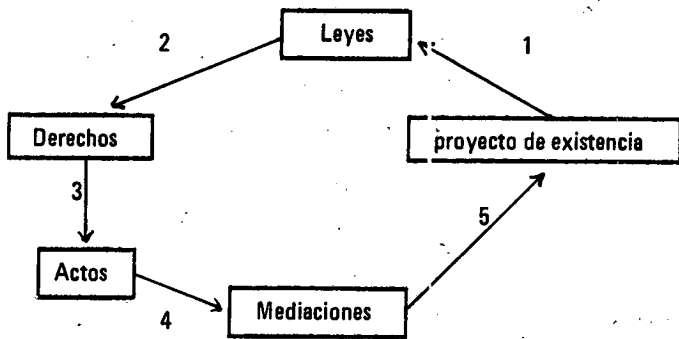 2
Leyes
1
Derechos
proyecto de existencia
3
5
Actos
Mediaciones
4